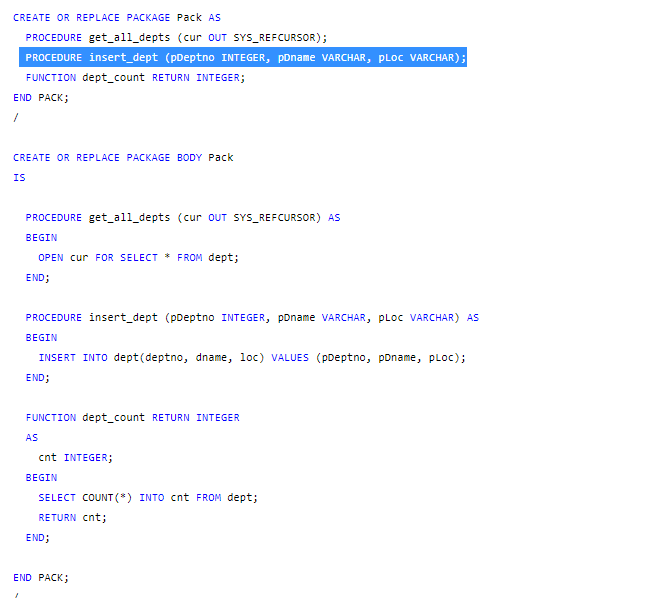 CREATE OR REPLACE PACKAGE Pack AS
PROCEDURE get_all_depts (cur OUT SYS_REFCURSOR);
PROCEDURE insert_dept (pDeptno INTEGER, pDname VARCHAR, pLoc VARCHAR);
FUNCTION dept_count RETURN INTEGER;
END PACK;
/
CREATE OR REPLACE PACKAGE BODY Pack
IS
PROCEDURE get_all_depts (cur OUT SYS_REFCURSOR) AS
BEGIN
OPEN cur FOR SELECT * FROM dept;
END;
PROCEDURE insert_dept (pDeptno INTEGER, pDname VARCHAR, pLoc VARCHAR) AS
BEGIN
INSERT INTO dept(deptno, dname, loc) VALUES (pDeptno, pDname, pLoc);
END;
FUNCTION dept_count RETURN INTEGER
AS
cnt INTEGER;
BEGIN
SELECT COUNT(*) INTO cnt FROM dept;
RETURN cnt;
END;
END PACK;
/